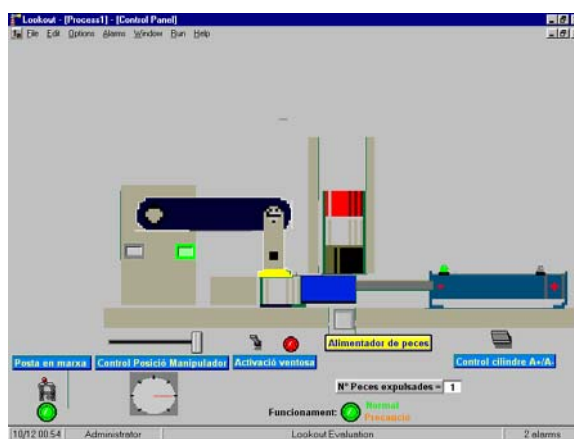 Lookout - [Process1] - [Control Panel]
File Edit Options Alarms Window Run Help
Alimentador de peces
Posta en marxa Control Posició Manipulador Activació ventosa Control cilindre A+/A-
Nº Peces expulsades = 1
Funcionament: Normal
Precaució
10/12 00:54 Administrator Lookout Evaluation 2 alarms